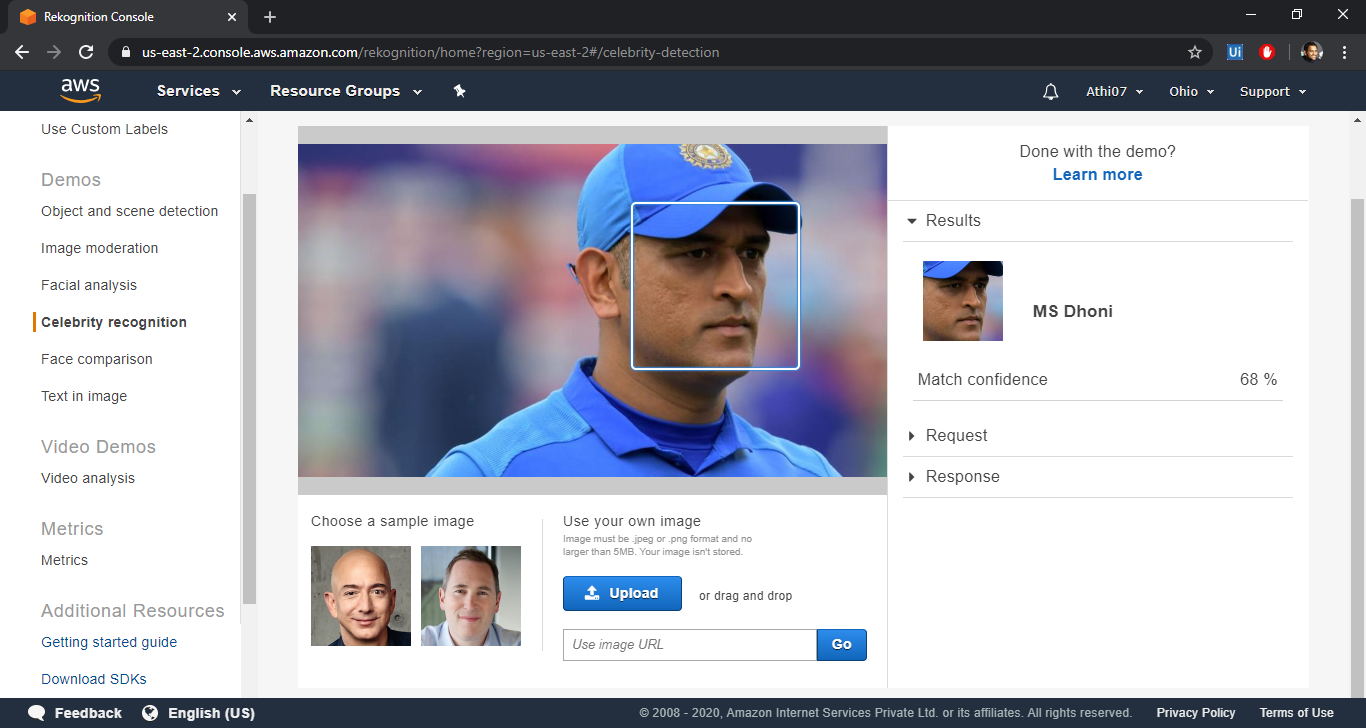 Rekognition Console
us-east-2.console.aws.amazon.com/rekognition/home?region=us-east-2#/celebrity-detection
Ui
aws
Services
Resource Groups
Athi07
Ohio
Support
Use Custom Labels
Demos
Object and scene detection
Image moderation
Facial analysis
Celebrity recognition
Face comparison
Text in image
Video Demos
Video analysis
Metrics
Metrics
Additional Resources
Getting started guide
Download SDKs
Choose a sample image
Use your own image
Image must be .jpeg or .png format and no
larger than 5MB. Your image isn't stored.
Upload
or drag and drop
Use image URL
Go
Done with the demo?
Learn more
Results
MS Dhoni
Match confidence
68 %
Request
Response
Feedback
English (US)
© 2008 - 2020, Amazon Internet Services Private Ltd. or its affiliates. All rights reserved.
Privacy Policy
Terms of Use